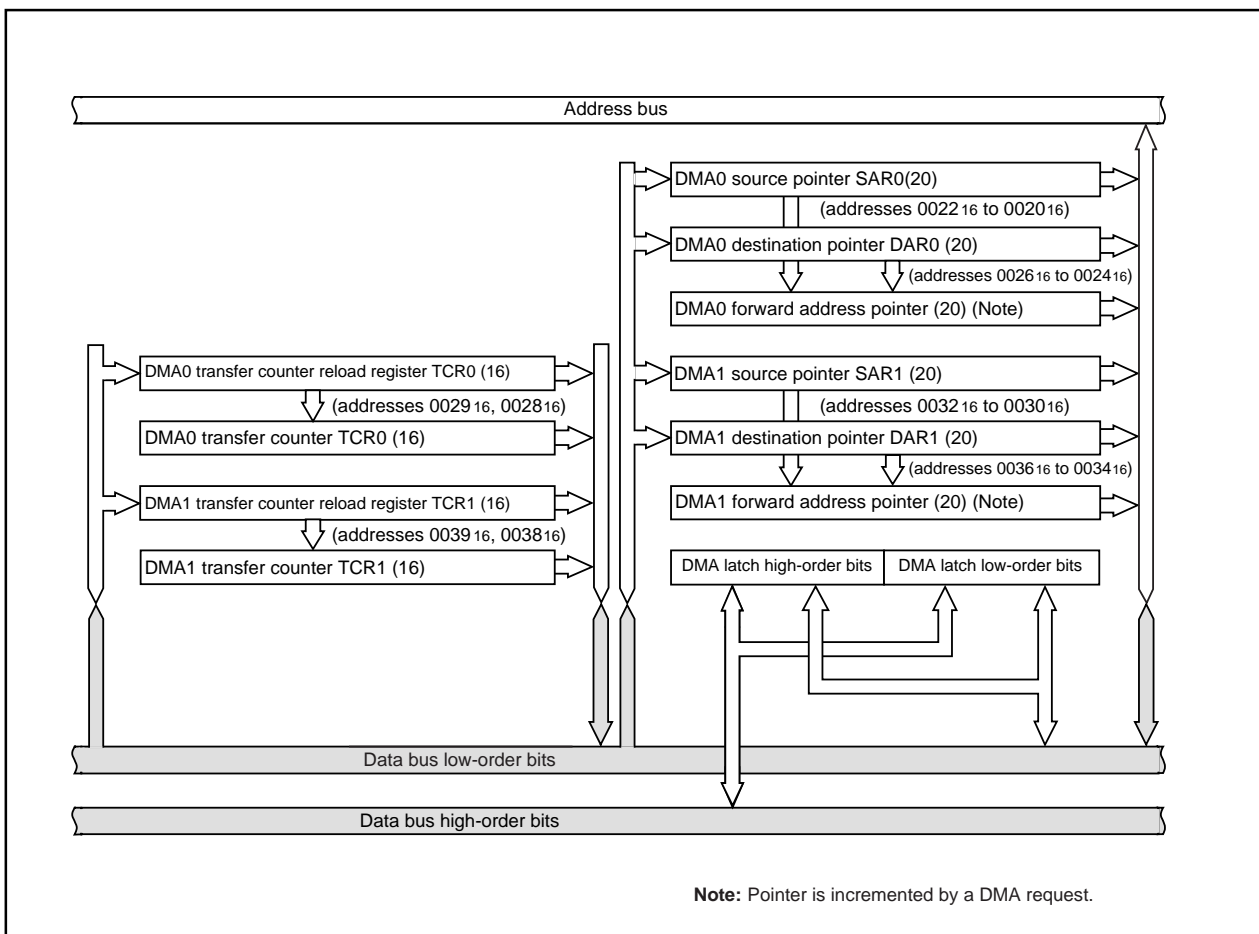 Address bus
DMA0 source pointer SAR0(20)
(addresses 0022 16 to 0020 16)
DMA0 destination pointer DAR0 (20)
(addresses 0026 16 to 0024 16)
DMA0 forward address pointer (20) (Note)
DMA0 transfer counter reload register TCR0 (16)
(addresses 0029 16, 0028 16)
DMA0 transfer counter TCR0 (16)
DMA1 transfer counter reload register TCR1 (16)
(addresses 0039 16, 0038 16)
DMA1 transfer counter TCR1 (16)
DMA1 source pointer SAR1 (20)
(addresses 0032 16 to 0030 16)
DMA1 destination pointer DAR1 (20)
(addresses 0036 16 to 0034 16)
DMA1 forward address pointer (20) (Note)
DMA latch high-order bits DMA latch low-order bits
Data bus low-order bits
Data bus high-order bits
Note: Pointer is incremented by a DMA request.